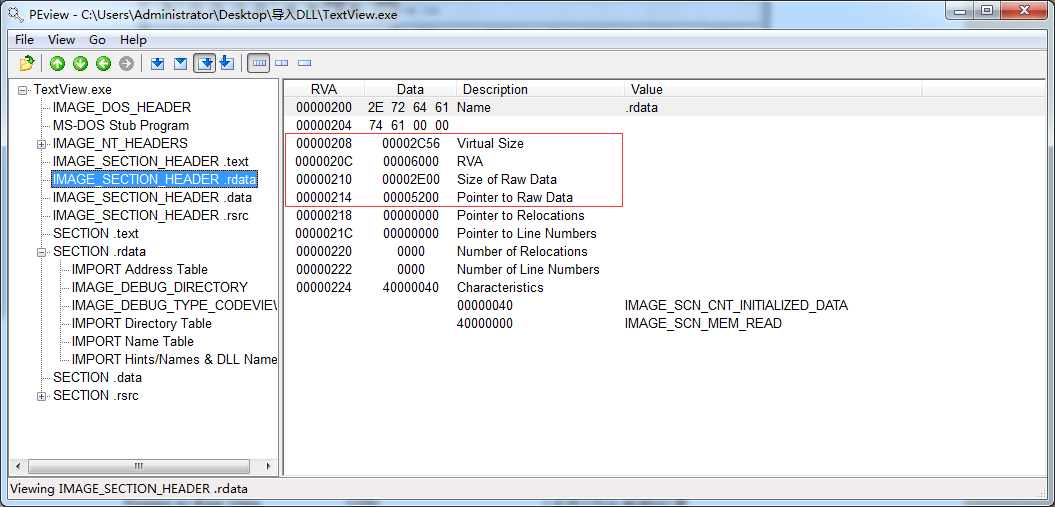 PEview - C:\Users\Administrator\Desktop\导入DLL\TextView.exe
File View Go Help
TextView.exe
IMAGE_DOS_HEADER
MS-DOS Stub Program
IMAGE_NT_HEADERS
IMAGE_SECTION_HEADER .text
IMAGE_SECTION_HEADER .rdata
IMAGE_SECTION_HEADER .data
IMAGE_SECTION_HEADER .rsrc
SECTION .text
SECTION .rdata
IMPORT Address Table
IMAGE_DEBUG_DIRECTORY
IMAGE_DEBUG_TYPE_CODEVIEW
IMPORT Directory Table
IMPORT Name Table
IMPORT Hints/Names & DLL Name
SECTION .data
SECTION .rsrc
RVA Data Description Value
00000200 2E 72 64 61 Name .rdata
00000204 74 61 00 00
00000208 00002C56 Virtual Size
0000020C 00006000 RVA
00000210 00002E00 Size of Raw Data
00000214 00005200 Pointer to Raw Data
00000218 00000000 Pointer to Relocations
0000021C 00000000 Pointer to Line Numbers
00000220 0000 Number of Relocations
00000222 0000 Number of Line Numbers
00000224 40000040 Characteristics
00000040 IMAGE_SCN_CNT_INITIALIZED_DATA
40000000 IMAGE_SCN_MEM_READ
Viewing IMAGE_SECTION_HEADER .rdata